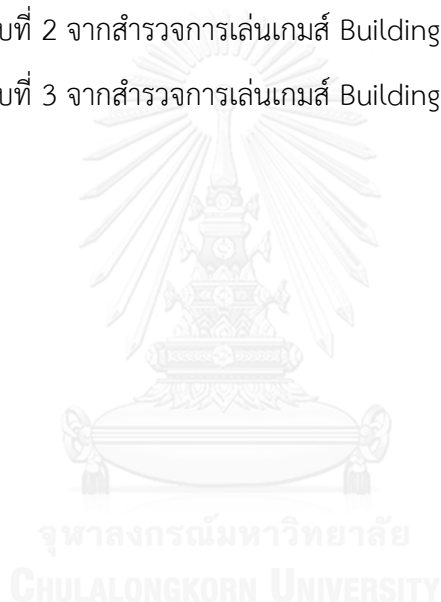 บที่ 2 จากสำรวจการเล่นเกมส์ Building
บที่ 3 จากสำรวจการเล่นเกมส์ Building
จุฬาลงกรณ์มหาวิทยาลัย
CHULALONGKORN UNIVERSITY